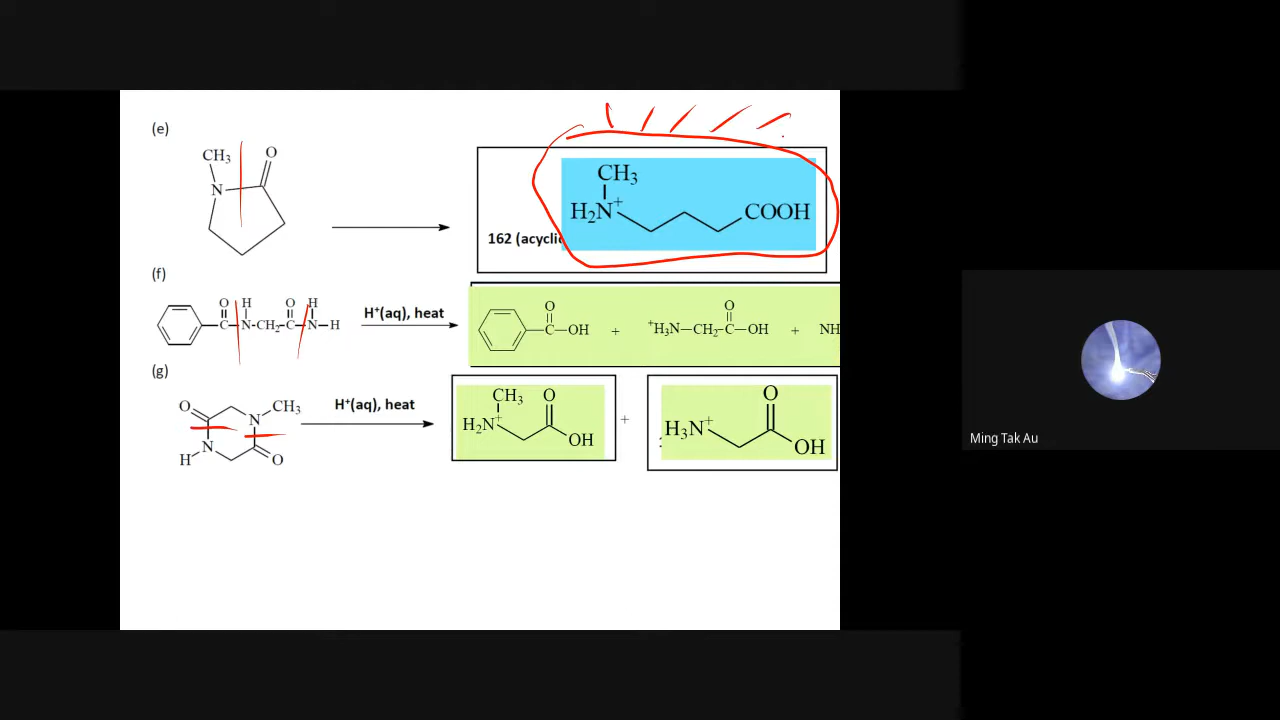 (e)
CH₃
O
N
CH₃
H₂N⁺
COOH
162 (acyclic
(f)
O H O H
C N CH₂ C N H
H⁺(aq), heat
O
C OH + ⁺H₃N CH₂ C OH + NH
O
(g)
O
CH₃
N
N
H
O
H⁺(aq), heat
CH₃
O
H₂N⁺
OH
+
O
H₃N⁺
OH
Ming Tak Au